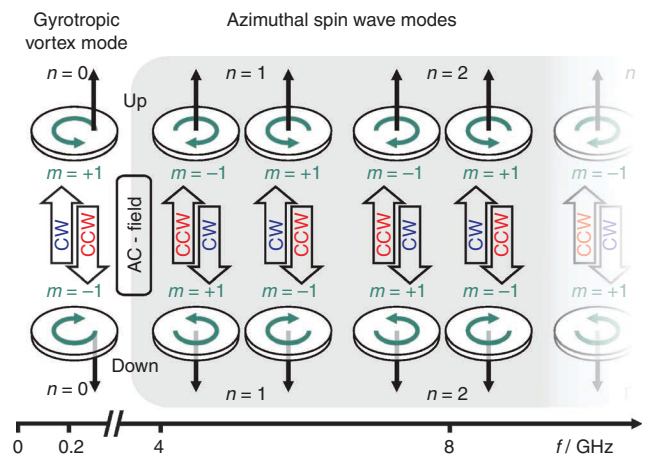 Gyrotropic
vortex mode
Azimuthal spin wave modes
n = 0
n = 1
n = 2
n
Up
m = +1
m = −1
m = +1
m = −1
m = +1
m = −1
CW
CCW
AC - field
CCW
CW
CW
CCW
CCW
CW
CW
CCW
CCW
CW
m = −1
m = +1
m = −1
m = +1
m = −1
m = +1
Down
n = 0
n = 1
n = 2
0
0.2
4
8
f / GHz